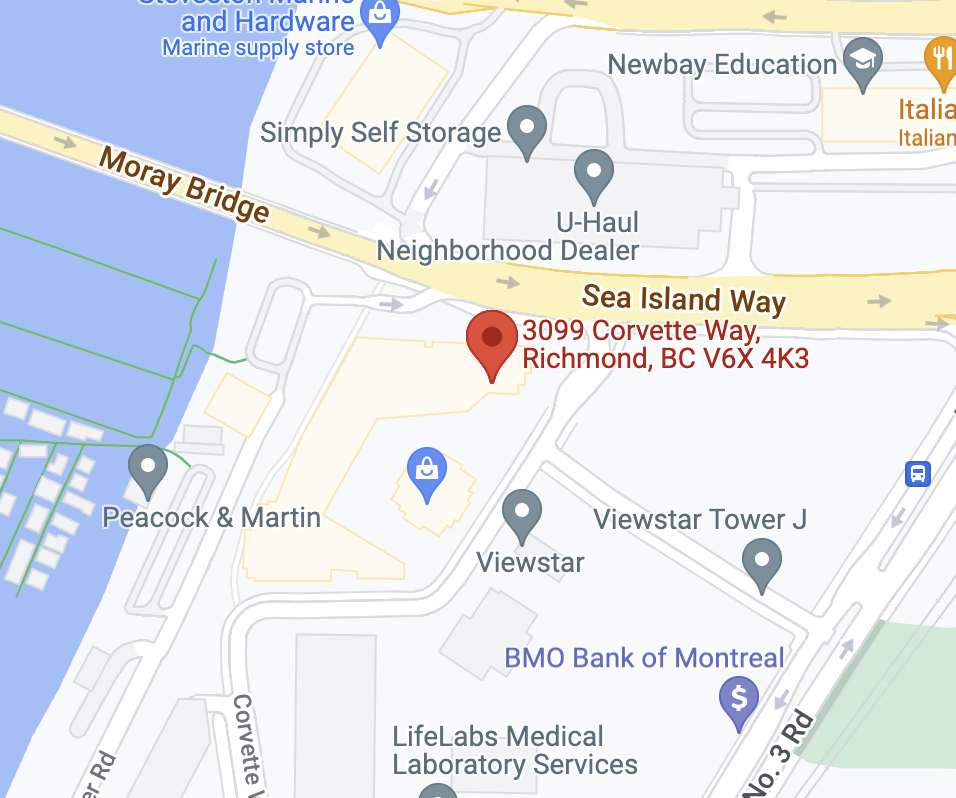 Steveston Marine
and Hardware
Marine supply store
Newbay Education
Italia
Italian
Simply Self Storage
Moray Bridge
U-Haul
Neighborhood Dealer
Sea Island Way
3099 Corvette Way,
Richmond, BC V6X 4K3
Peacock & Martin
Viewstar Tower J
Viewstar
BMO Bank of Montreal
$
Corvette W
LifeLabs Medical
Laboratory Services
No. 3 Rd
er Rd